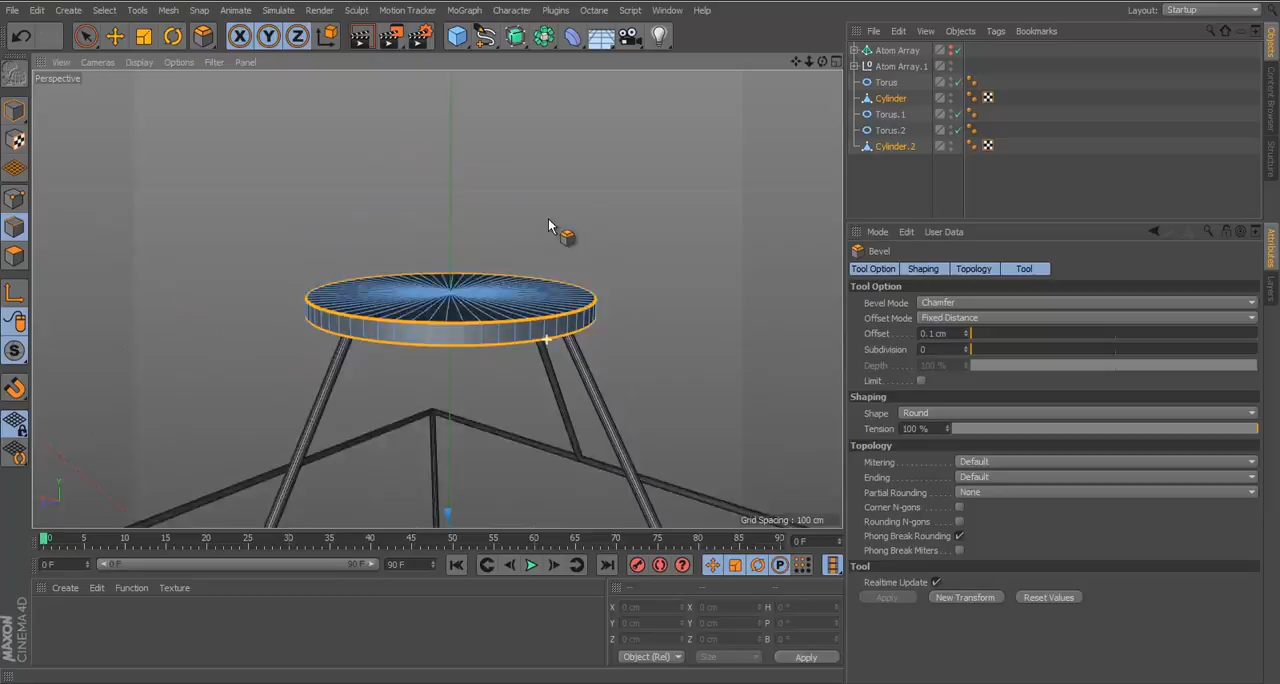 File Edit Create Select Tools Mesh Snap Animate Simulate Render Sculpt Motion Tracker MoGraph Character Plugins Octane Script Window Help Layout: Startup
View Cameras Display Options Filter Panel
Perspective
Grid Spacing : 100 cm
File Edit View Objects Tags Bookmarks
Atom Array
Atom Array.1
Torus
Cylinder
Torus.1
Torus.2
Cylinder.2
Objects
Content Browser
Structure
Mode Edit User Data
Bevel
Tool Option Shaping Topology Tool
Tool Option
Bevel Mode Chamfer
Offset Mode Fixed Distance
Offset 0.1 cm
Subdivision 0
Depth 100 %
Limit
Shaping
Shape Round
Tension 100 %
Topology
Mitering Default
Ending Default
Partial Rounding None
Corner N-gons
Rounding N-gons
Phong Break Rounding
Phong Break Miters
Tool
Realtime Update
Apply New Transform Reset Values
Attributes
Layers
0 5 10 15 20 25 30 35 40 45 50 55 60 65 70 75 80 85 90 0 F
0 F 0 F 90 F 90 F
Create Edit Function Texture
X 0 cm X 0 cm H 0 °
Y 0 cm Y 0 cm P 0 °
Z 0 cm Z 0 cm B 0 °
Object (Rel) Size Apply
MAXON
CINEMA 4D